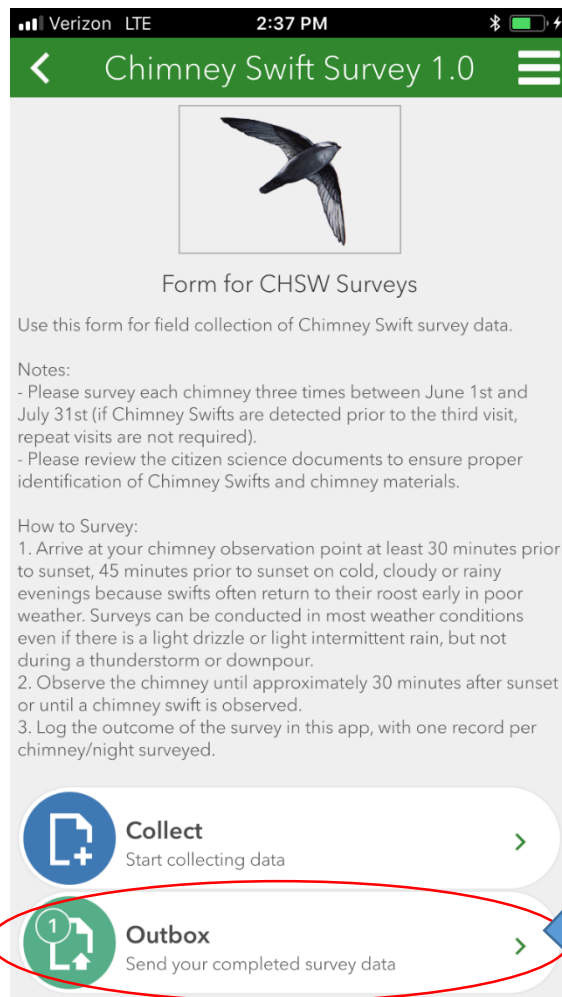 Verizon LTE 2:37 PM
Chimney Swift Survey 1.0
Form for CHSW Surveys
Use this form for field collection of Chimney Swift survey data.
Notes:
- Please survey each chimney three times between June 1st and
July 31st (if Chimney Swifts are detected prior to the third visit,
repeat visits are not required).
- Please review the citizen science documents to ensure proper
identification of Chimney Swifts and chimney materials.
How to Survey:
1. Arrive at your chimney observation point at least 30 minutes prior
to sunset, 45 minutes prior to sunset on cold, cloudy or rainy
evenings because swifts often return to their roost early in poor
weather. Surveys can be conducted in most weather conditions
even if there is a light drizzle or light intermittent rain, but not
during a thunderstorm or downpour.
2. Observe the chimney until approximately 30 minutes after sunset
or until a chimney swift is observed.
3. Log the outcome of the survey in this app, with one record per
chimney/night surveyed.
Collect
Start collecting data
1
Outbox
Send your completed survey data